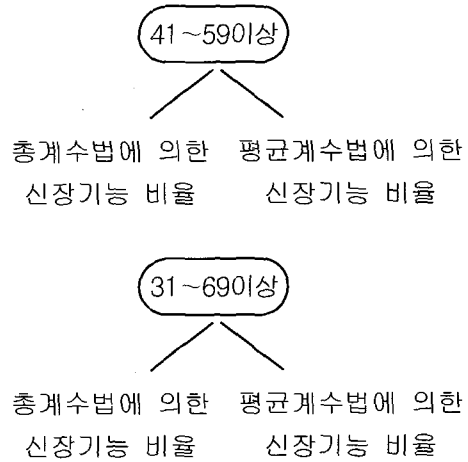 41~59이상
총계수법에 의한 평균계수법에 의한
신장기능 비율 신장기능 비율
31~69이상
총계수법에 의한 평균계수법에 의한
신장기능 비율 신장기능 비율